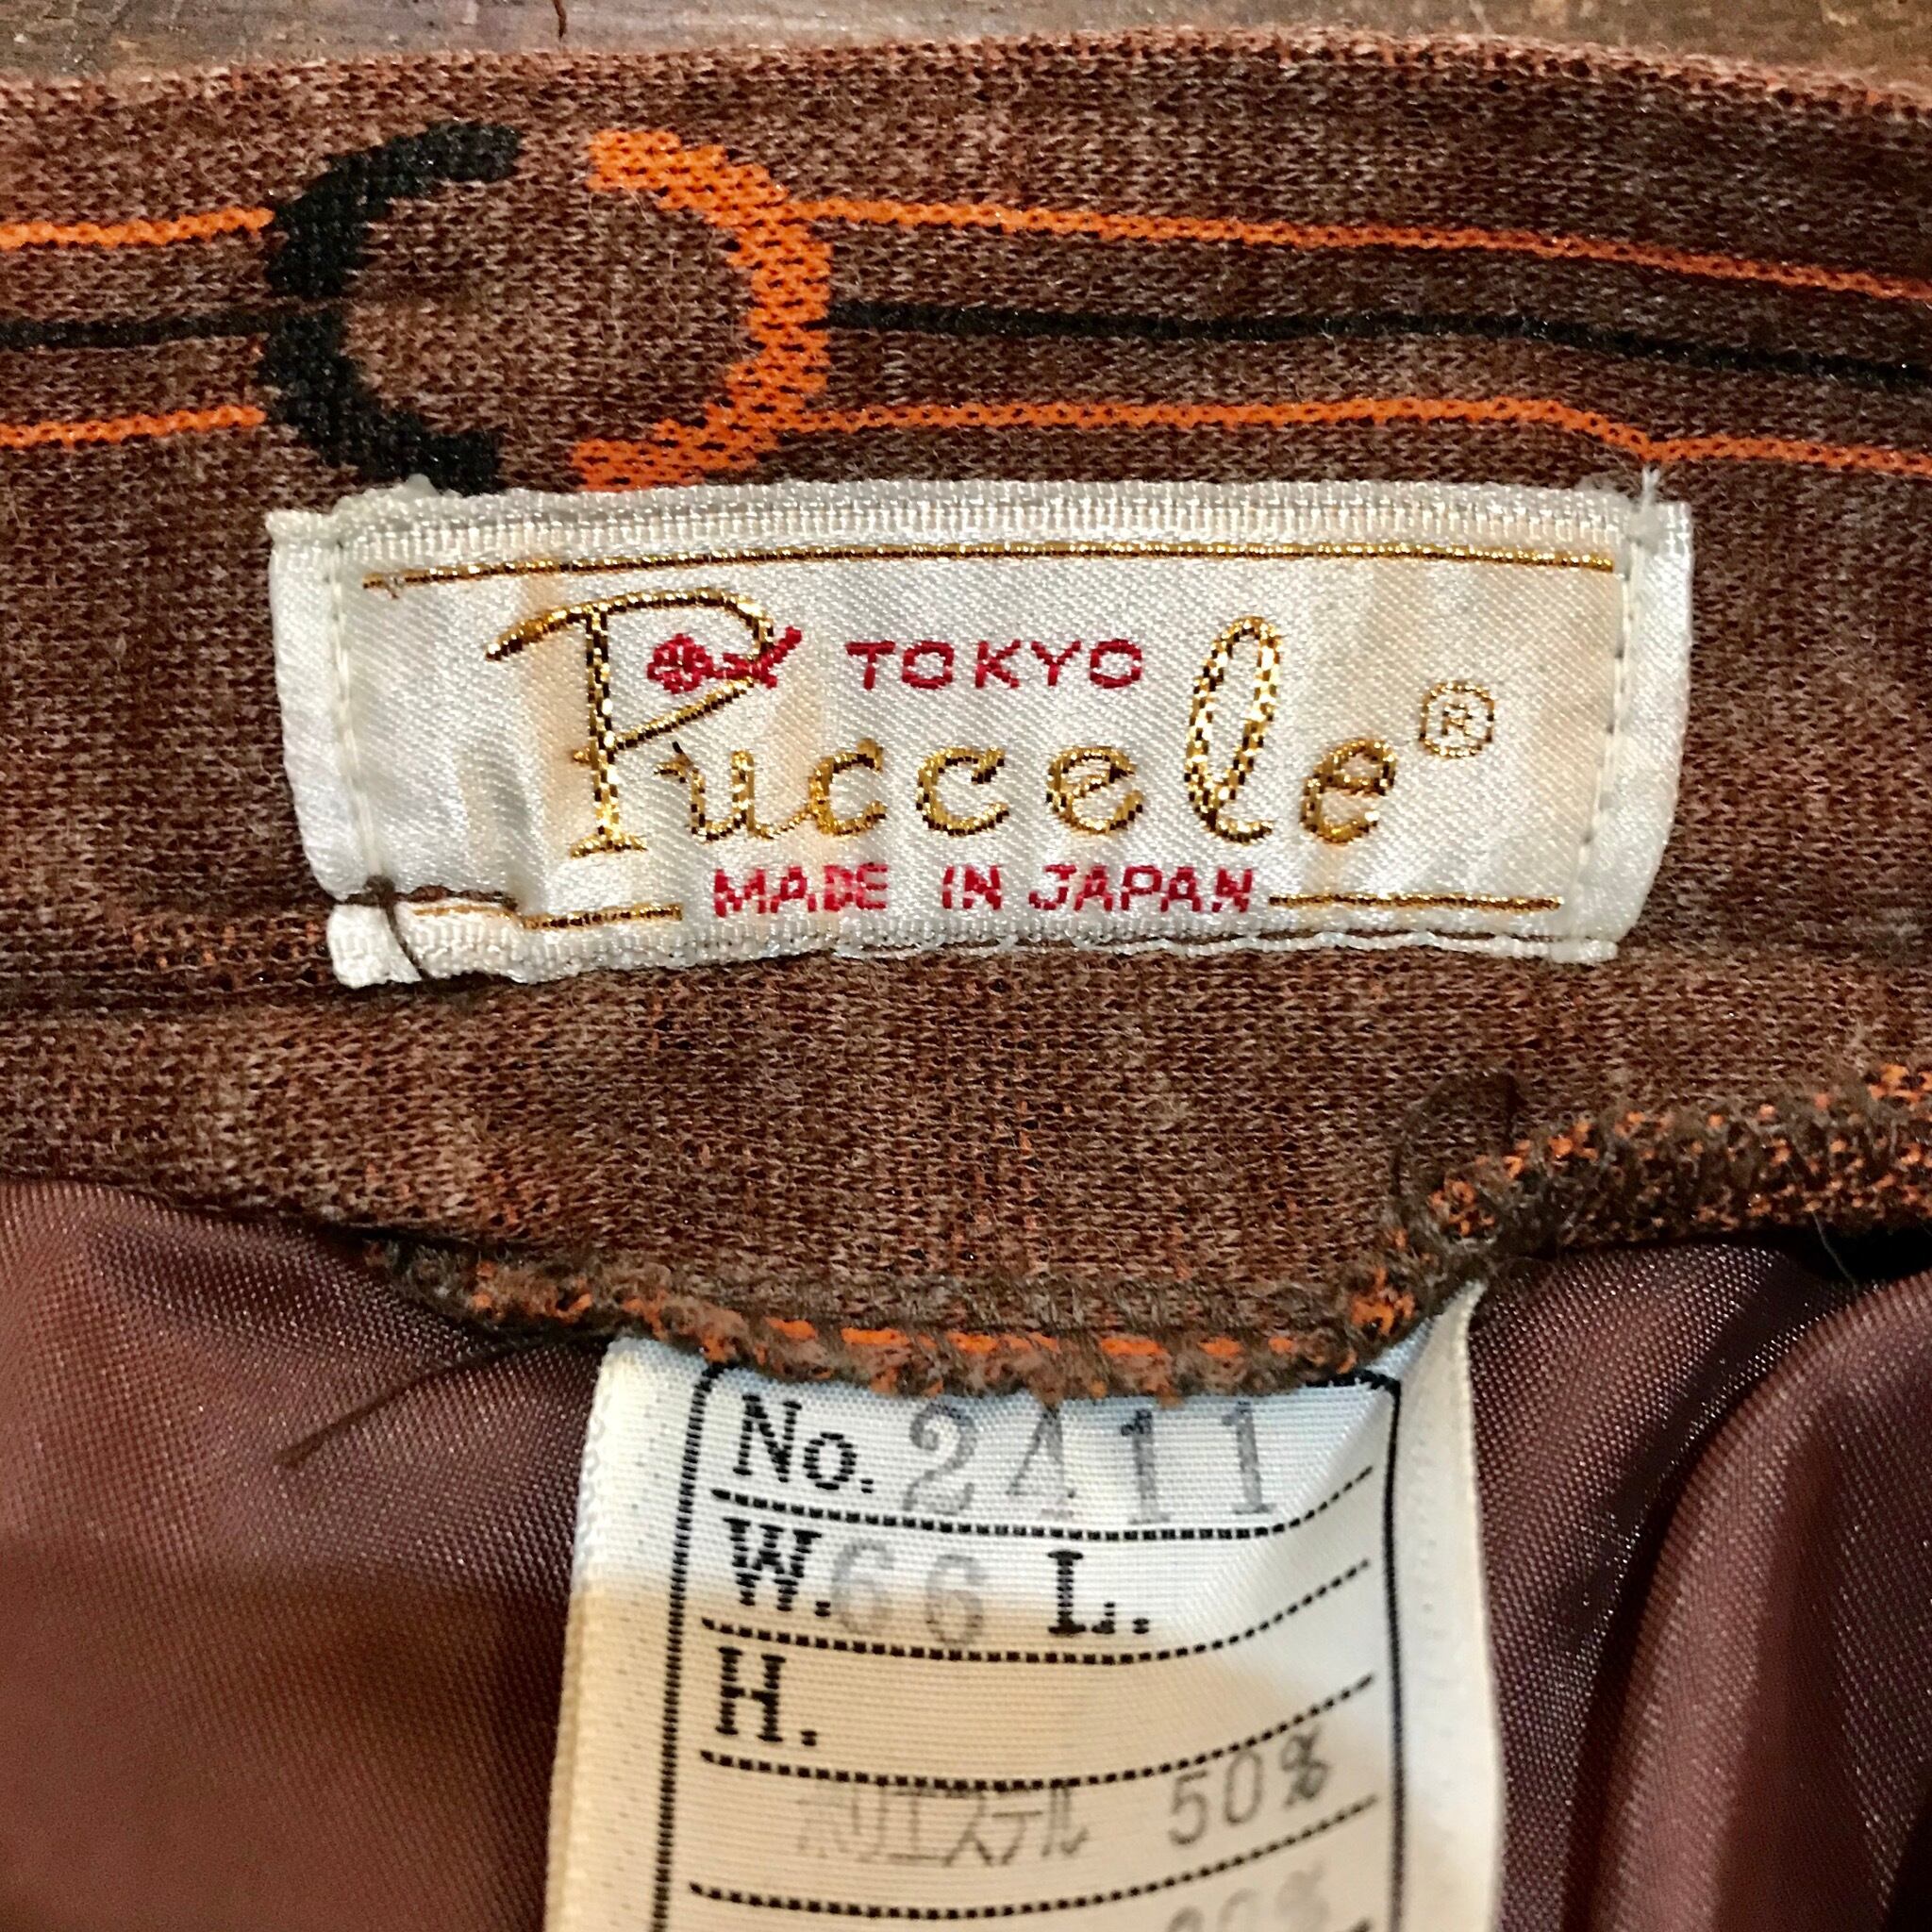 TOKYO
Puccele®
MADE IN JAPAN
No. 2411
W. 66 L.
H.
ポリエステル 50%